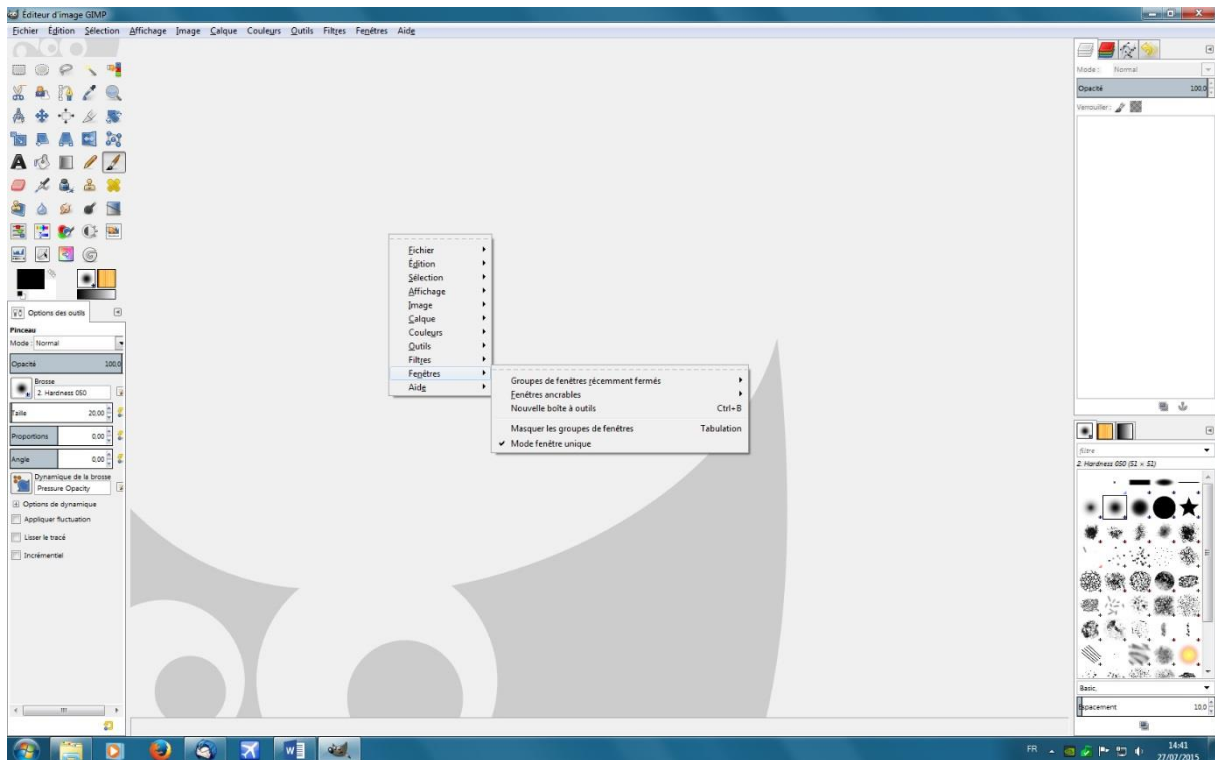 Éditeur d'image GIMP
Fichier Édition Sélection Affichage Image Calque Couleurs Outils Filtres Fenêtres Aide
Options des outils
Pinceau
Mode : Normal
Opacité 100,0
Brosse
2. Hardness 050
Taille 20,00
Proportions 0,00
Angle 0,00
Dynamique de la brosse
Pressure Opacity
Options de dynamique
Appliquer fluctuation
Lisser le tracé
Incrémentiel
Fichier
Édition
Sélection
Affichage
Image
Calque
Couleurs
Outils
Filtres
Fenêtres
Aide
Groupes de fenêtres récemment fermés
Fenêtres ancrables
Nouvelle boîte à outils Ctrl+B
Masquer les groupes de fenêtres Tabulation
Mode fenêtre unique
Mode : Normal
Opacité 100,0
Verrouiller :
filtre
2. Hardness 050 (51 × 51)
Basic,
Espacement 10,0
FR
14:41
27/07/2015